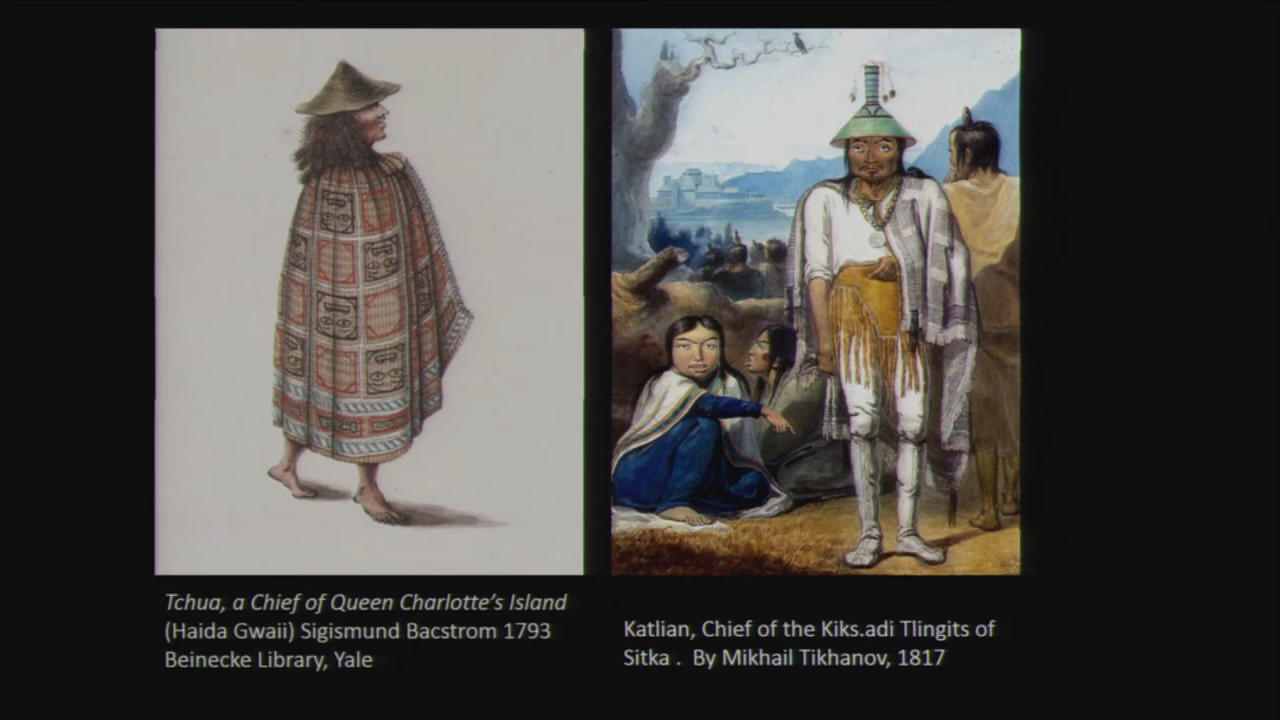 Tchua, a Chief of Queen Charlotte's Island
(Haida Gwaii) Sigismund Bacstrom 1793
Beinecke Library, Yale
Katlian, Chief of the Kiks.adi Tlingits of
Sitka . By Mikhail Tikhanov, 1817